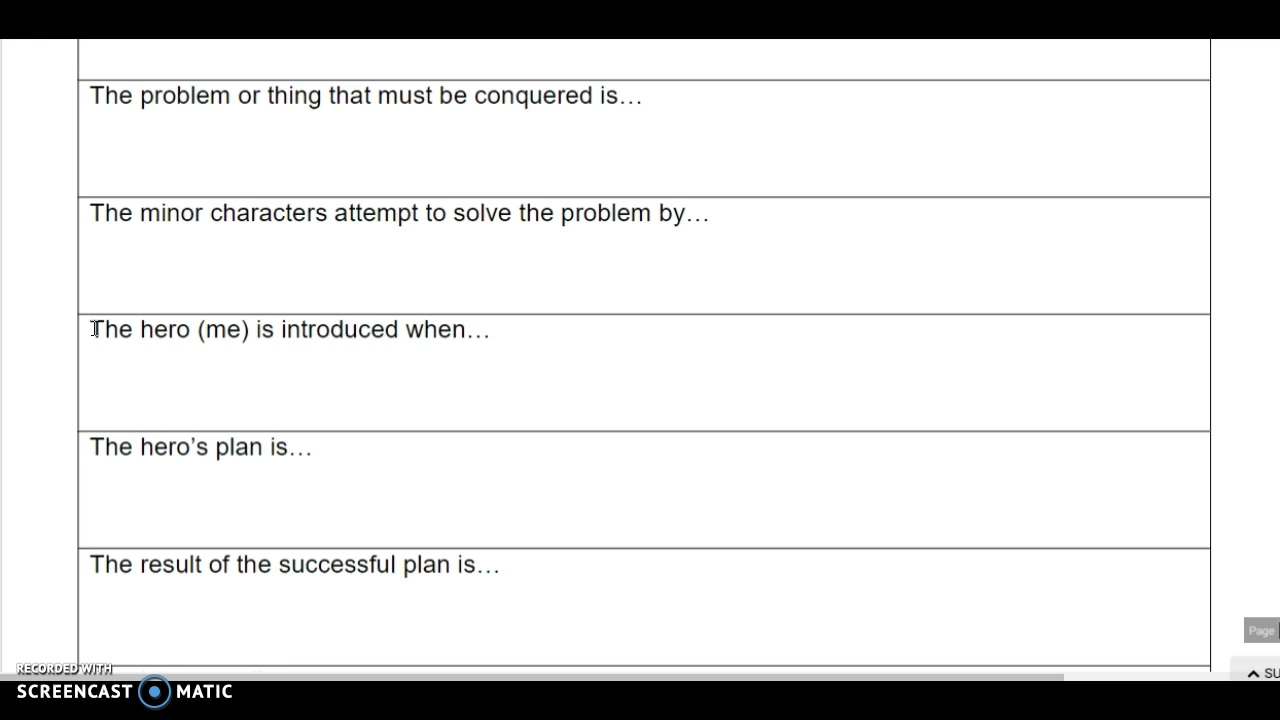 The problem or thing that must be conquered is…
The minor characters attempt to solve the problem by…
The hero (me) is introduced when…
The hero’s plan is…
The result of the successful plan is…
Page
SU
RECORDED WITH
SCREENCAST MATIC